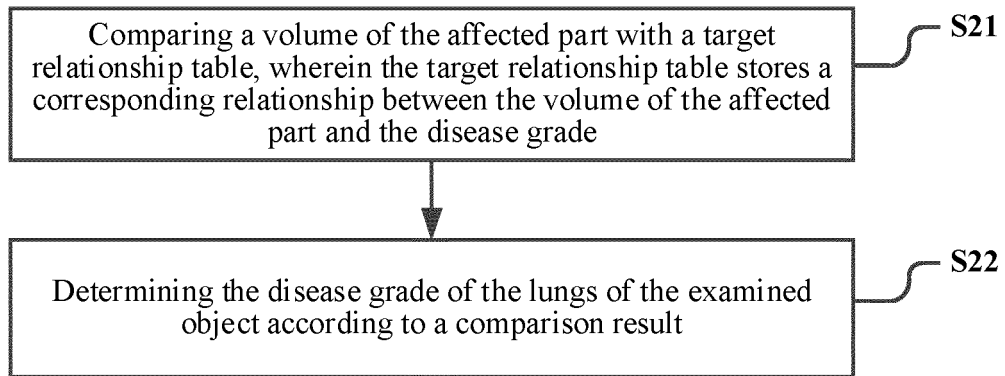 Comparing a volume of the affected part with a target
relationship table, wherein the target relationship table stores a
corresponding relationship between the volume of the affected
part and the disease grade
S21
Determining the disease grade of the lungs of the examined
object according to a comparison result
S22